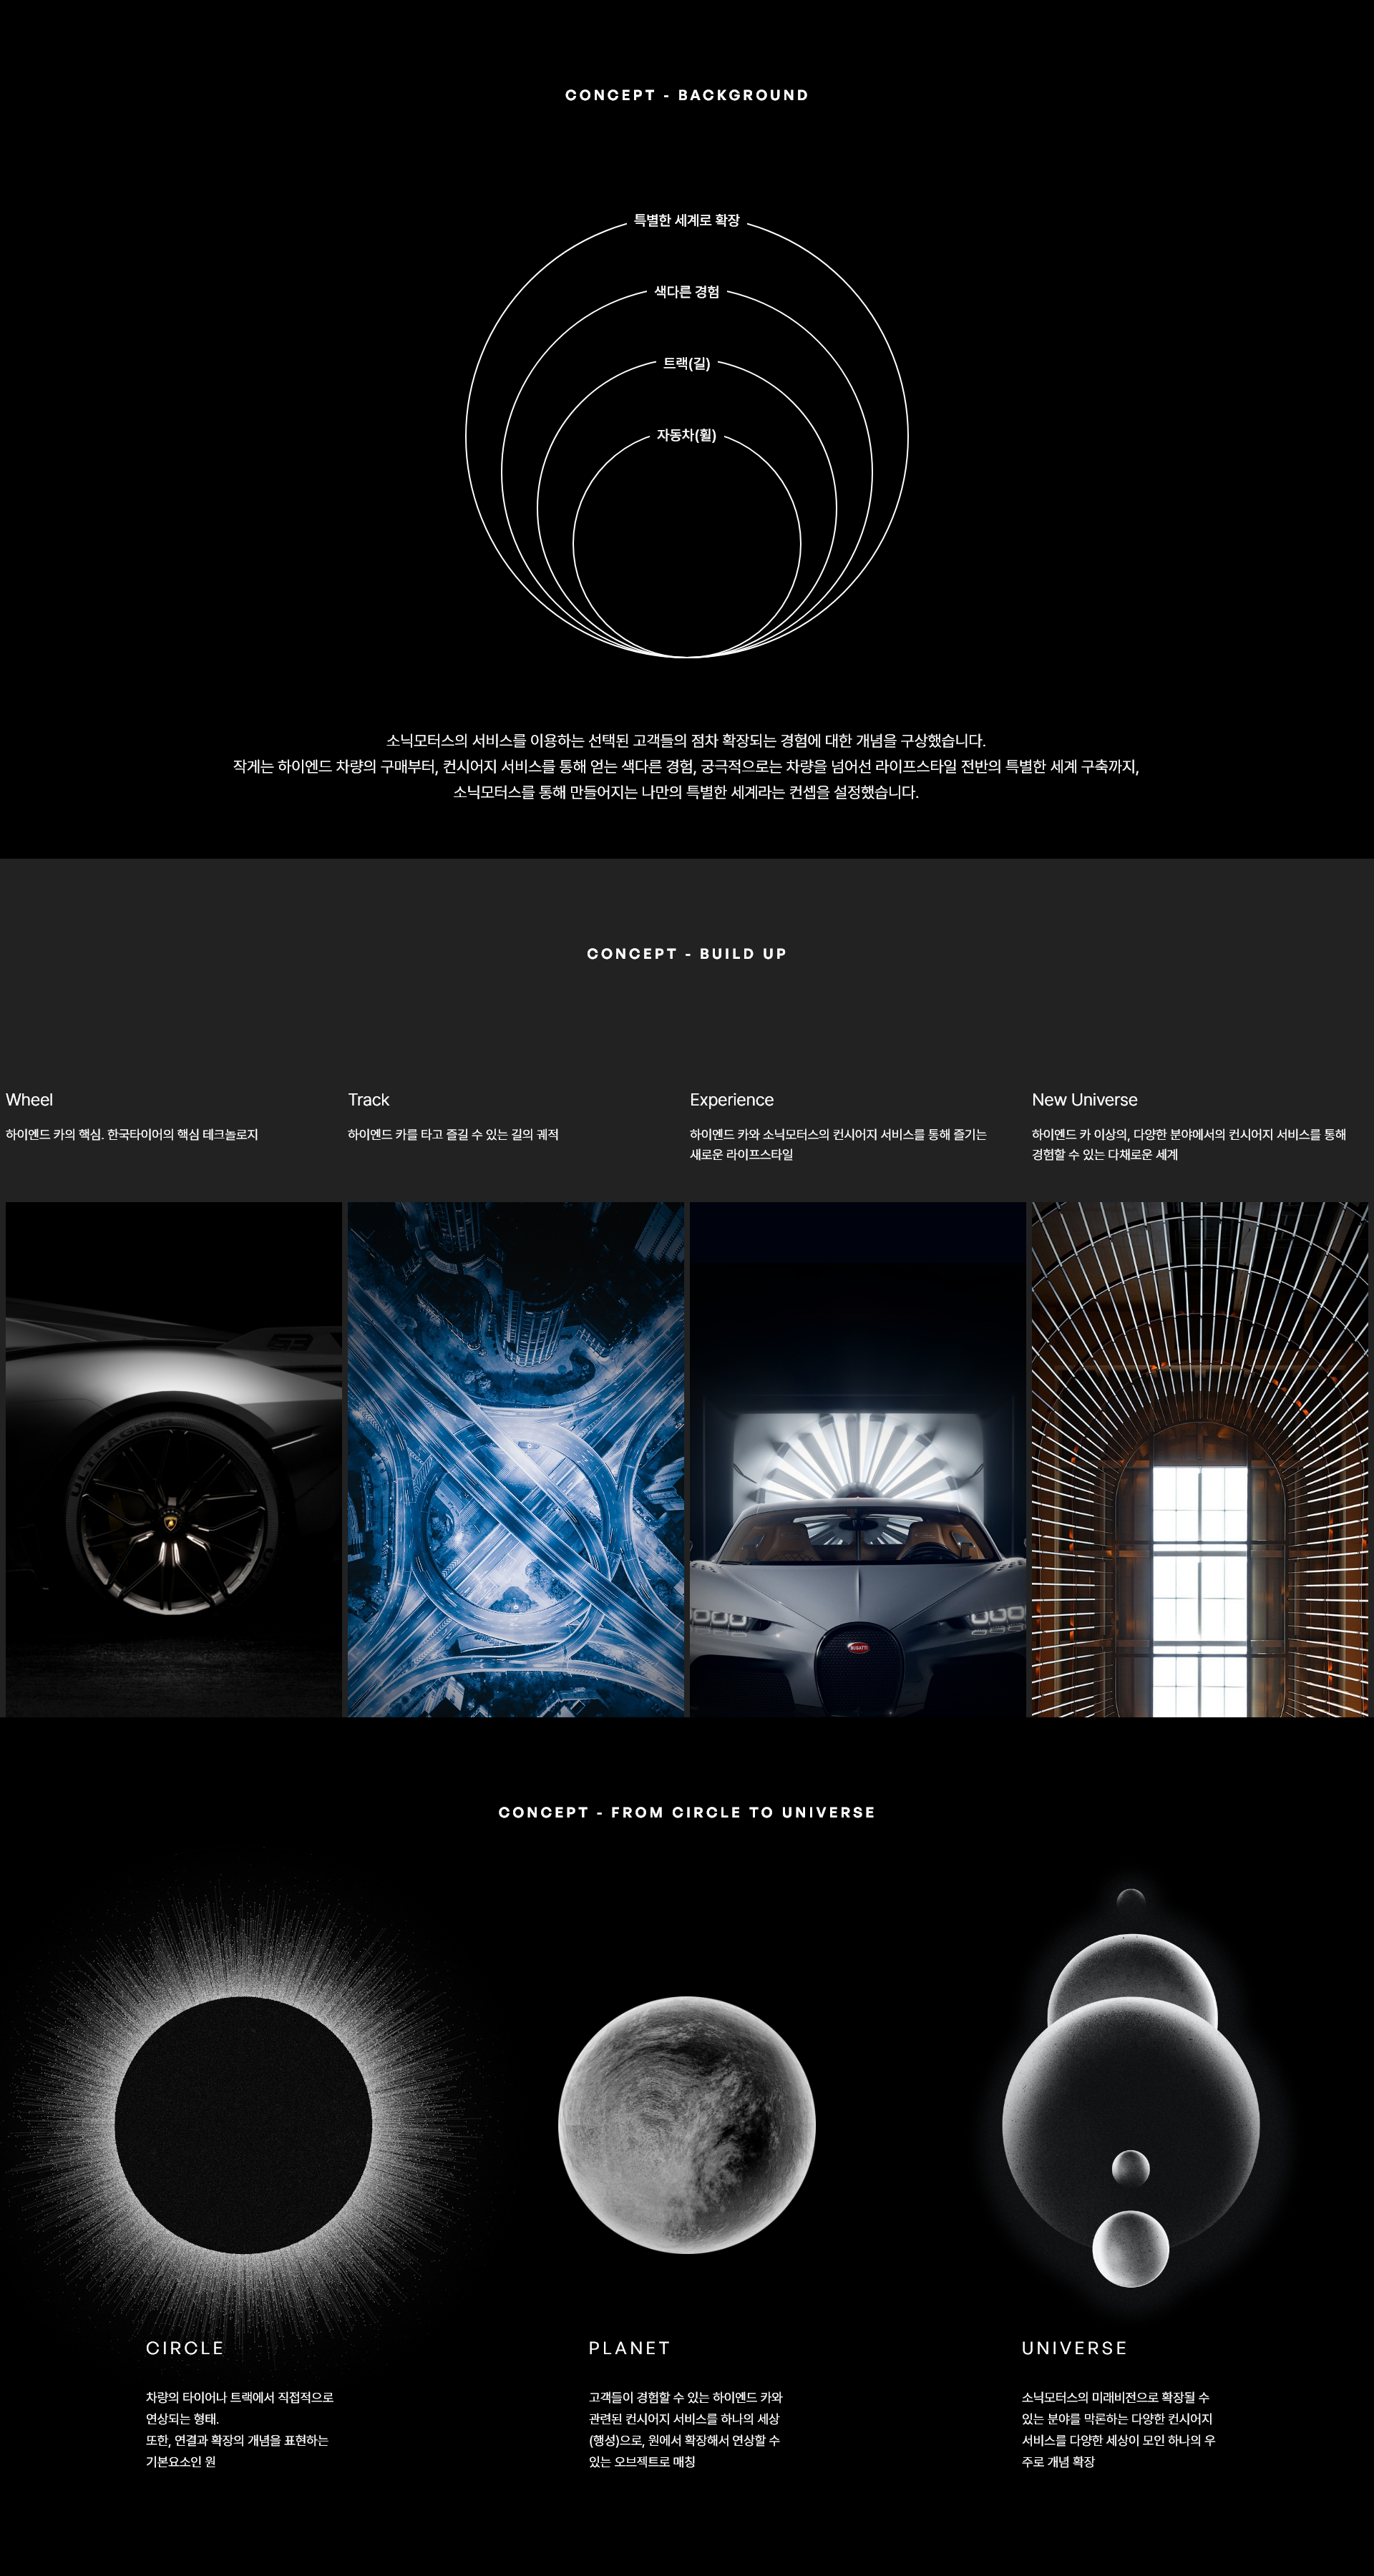 CONCEPT - BACKGROUND
특별한 세계로 확장
색다른 경험
트랙(길)
자동차(휠)
소닉모터스의 서비스를 이용하는 선택된 고객들의 점차 확장되는 경험에 대한 개념을 구상했습니다.
작게는 하이엔드 차량의 구매부터, 컨시어지 서비스를 통해 얻는 색다른 경험, 궁극적으로는 차량을 넘어선 라이프스타일 전반의 특별한 세계 구축까지,
소닉모터스를 통해 만들어지는 나만의 특별한 세계라는 컨셉을 설정했습니다.
CONCEPT - BUILD UP
Wheel
하이엔드 카의 핵심. 한국타이어의 핵심 테크놀로지
Track
하이엔드 카를 타고 즐길 수 있는 길의 궤적
Experience
하이엔드 카와 소닉모터스의 컨시어지 서비스를 통해 즐기는
새로운 라이프스타일
New Universe
하이엔드 카 이상의, 다양한 분야에서의 컨시어지 서비스를 통해
경험할 수 있는 다채로운 세계
63
ULTRAGRIP
BUGATTI
CONCEPT - FROM CIRCLE TO UNIVERSE
CIRCLE
차량의 타이어나 트랙에서 직접적으로
연상되는 형태.
또한, 연결과 확장의 개념을 표현하는
기본요소인 원
PLANET
고객들이 경험할 수 있는 하이엔드 카와
관련된 컨시어지 서비스를 하나의 세상
(행성)으로, 원에서 확장해서 연상할 수
있는 오브젝트로 매칭
UNIVERSE
소닉모터스의 미래비전으로 확장될 수
있는 분야를 막론하는 다양한 컨시어지
서비스를 다양한 세상이 모인 하나의 우
주로 개념 확장